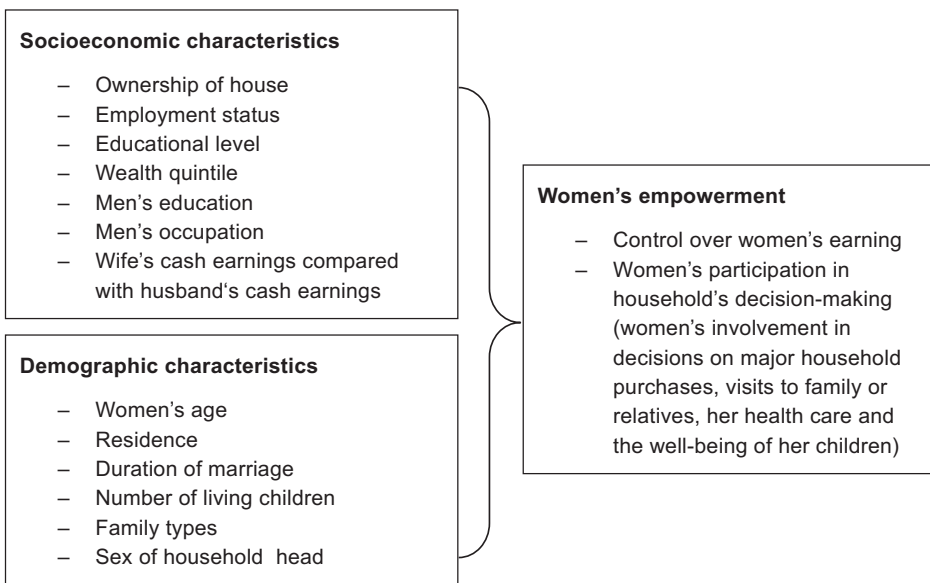 Socioeconomic characteristics
– Ownership of house
– Employment status
– Educational level
– Wealth quintile
– Men’s education
– Men’s occupation
– Wife’s cash earnings compared
with husband‘s cash earnings
Demographic characteristics
– Women’s age
– Residence
– Duration of marriage
– Number of living children
– Family types
– Sex of household head
Women’s empowerment
– Control over women’s earning
– Women’s participation in
household’s decision-making
(women’s involvement in
decisions on major household
purchases, visits to family or
relatives, her health care and
the well-being of her children)